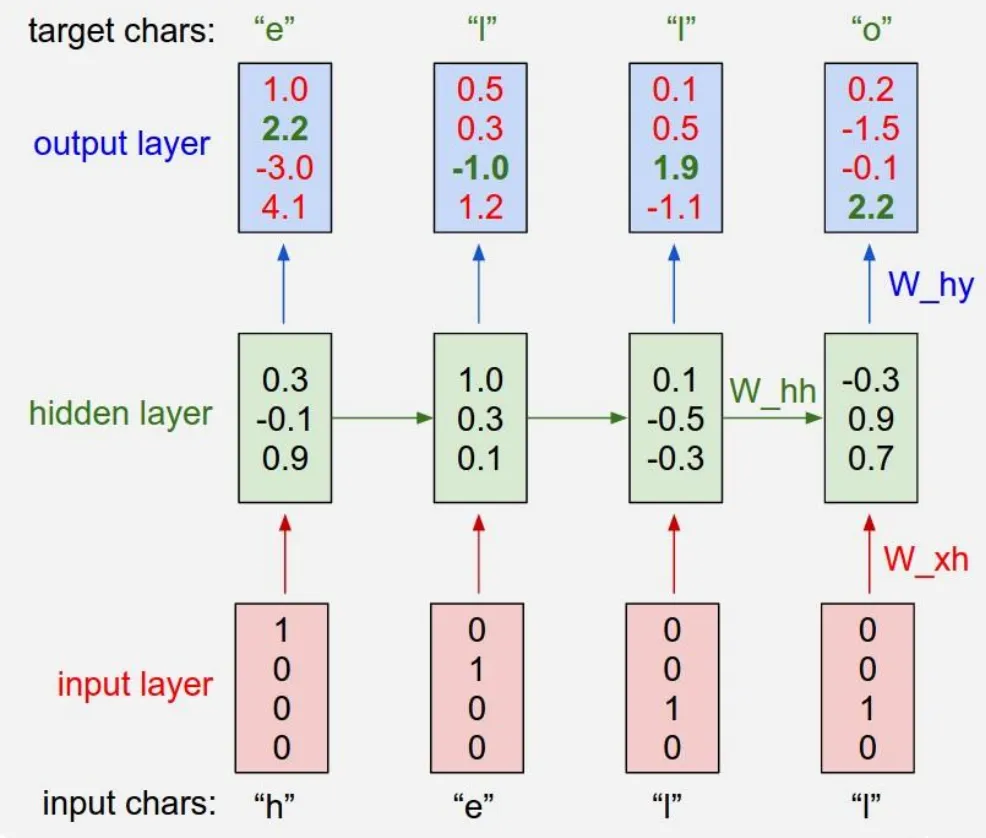 target chars: “e” “l” “l” “o”
output layer
1.0 0.5 0.1 0.2
2.2 0.3 0.5 -1.5
-3.0 -1.0 1.9 -0.1
4.1 1.2 -1.1 2.2
W_hy
hidden layer
0.3 1.0 0.1 -0.3
-0.1 0.3 -0.5 0.9
0.9 0.1 -0.3 0.7
W_hh
W_xh
input layer
1 0 0 0
0 1 0 0
0 0 1 1
0 0 0 0
input chars: “h” “e” “l” “l”